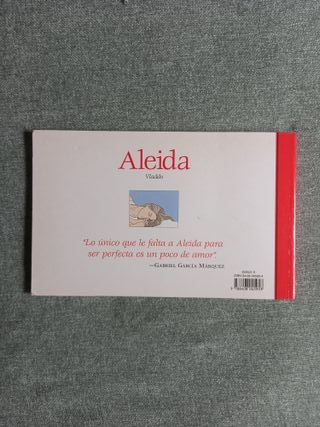 Aleida
Vladdo
"Lo único que le falta a Aleida para
ser perfecta es un poco de amor".
—GABRIEL GARCÍA MÁRQUEZ